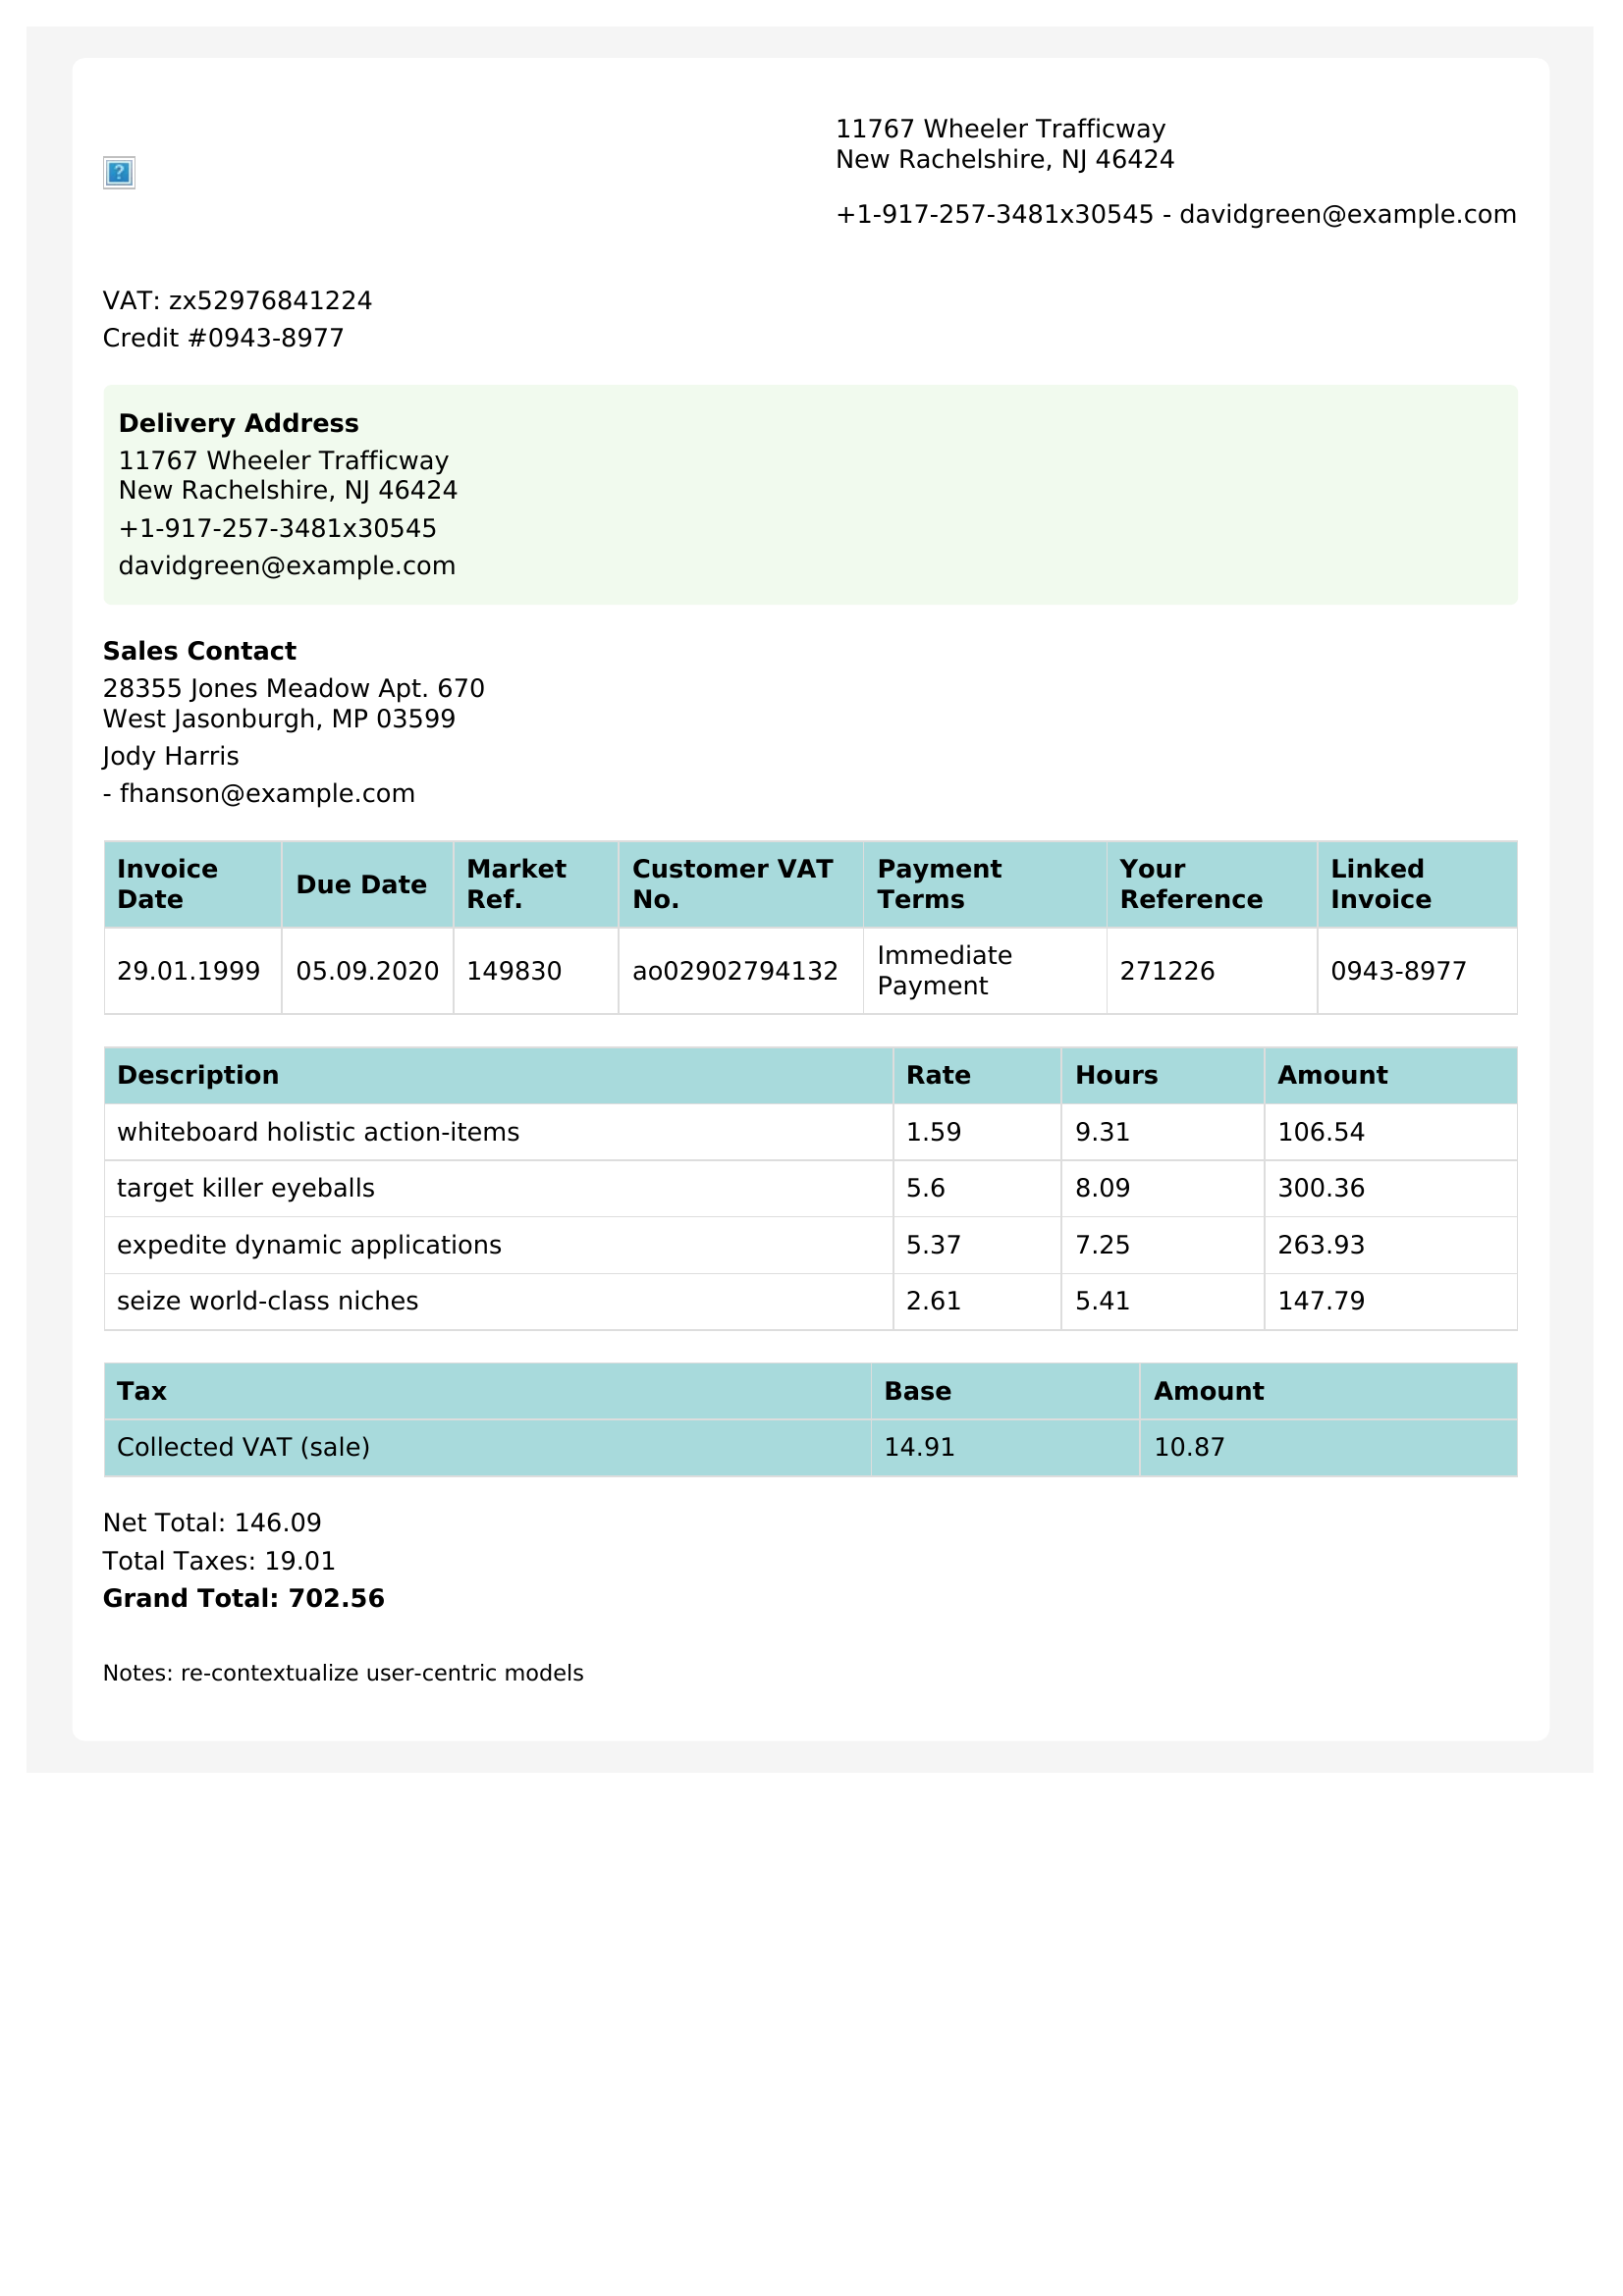 11767 Wheeler Trafficway
New Rachelshire, NJ 46424
+1-917-257-3481x30545 - davidgreen@example.com
VAT: zx52976841224
Credit #0943-8977
Delivery Address
11767 Wheeler Trafficway
New Rachelshire, NJ 46424
+1-917-257-3481x30545
davidgreen@example.com
Sales Contact
28355 Jones Meadow Apt. 670
West Jasonburgh, MP 03599
Jody Harris
- fhanson@example.com
Invoice Date Due Date Market Ref. Customer VAT No. Payment Terms Your Reference Linked Invoice
29.01.1999 05.09.2020 149830 ao02902794132 Immediate Payment 271226 0943-8977
Description Rate Hours Amount
whiteboard holistic action-items 1.59 9.31 106.54
target killer eyeballs 5.6 8.09 300.36
expedite dynamic applications 5.37 7.25 263.93
seize world-class niches 2.61 5.41 147.79
Tax Base Amount
Collected VAT (sale) 14.91 10.87
Net Total: 146.09
Total Taxes: 19.01
Grand Total: 702.56
Notes: re-contextualize user-centric models